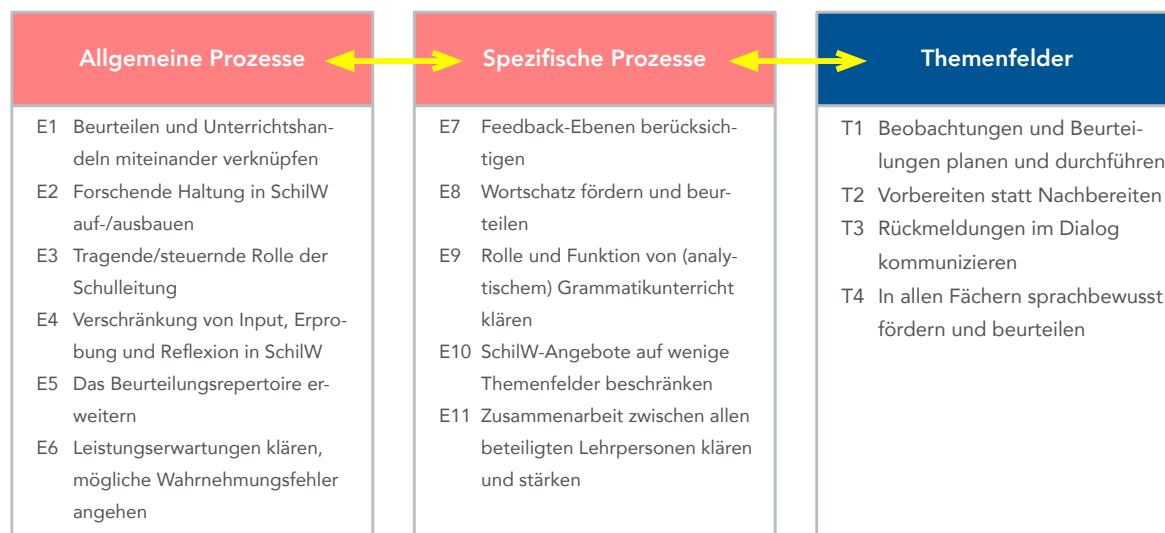 Allgemeine Prozesse
E1 Beurteilen und Unterrichtshan-
deln miteinander verknüpfen
E2 Forschende Haltung in SchilW
auf-/ausbauen
E3 Tragende/steuernde Rolle der
Schulleitung
E4 Verschränkung von Input, Erpro-
bung und Reflexion in SchilW
E5 Das Beurteilungsrepertoire er-
weitern
E6 Leistungserwartungen klären,
mögliche Wahrnehmungsfehler
angehen
Spezifische Prozesse
E7 Feedback-Ebenen berücksich-
tigen
E8 Wortschatz fördern und beur-
teilen
E9 Rolle und Funktion von (analy-
tischem) Grammatikunterricht
klären
E10 SchilW-Angebote auf wenige
Themenfelder beschränken
E11 Zusammenarbeit zwischen allen
beteiligten Lehrpersonen klären
und stärken
Themenfelder
T1 Beobachtungen und Beurtei-
lungen planen und durchführen
T2 Vorbereiten statt Nachbereiten
T3 Rückmeldungen im Dialog
kommunizieren
T4 In allen Fächern sprachbewusst
fördern und beurteilen